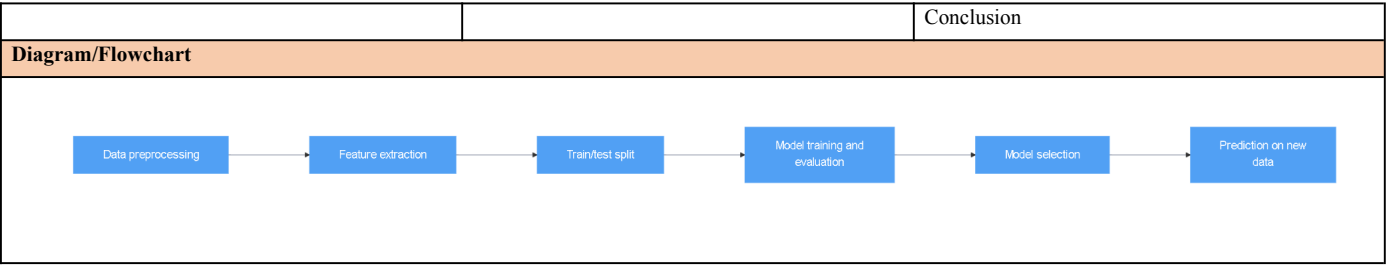 Conclusion
Diagram/Flowchart
Data preprocessing
Feature extraction
Train/test split
Model training and
evaluation
Model selection
Prediction on new
data